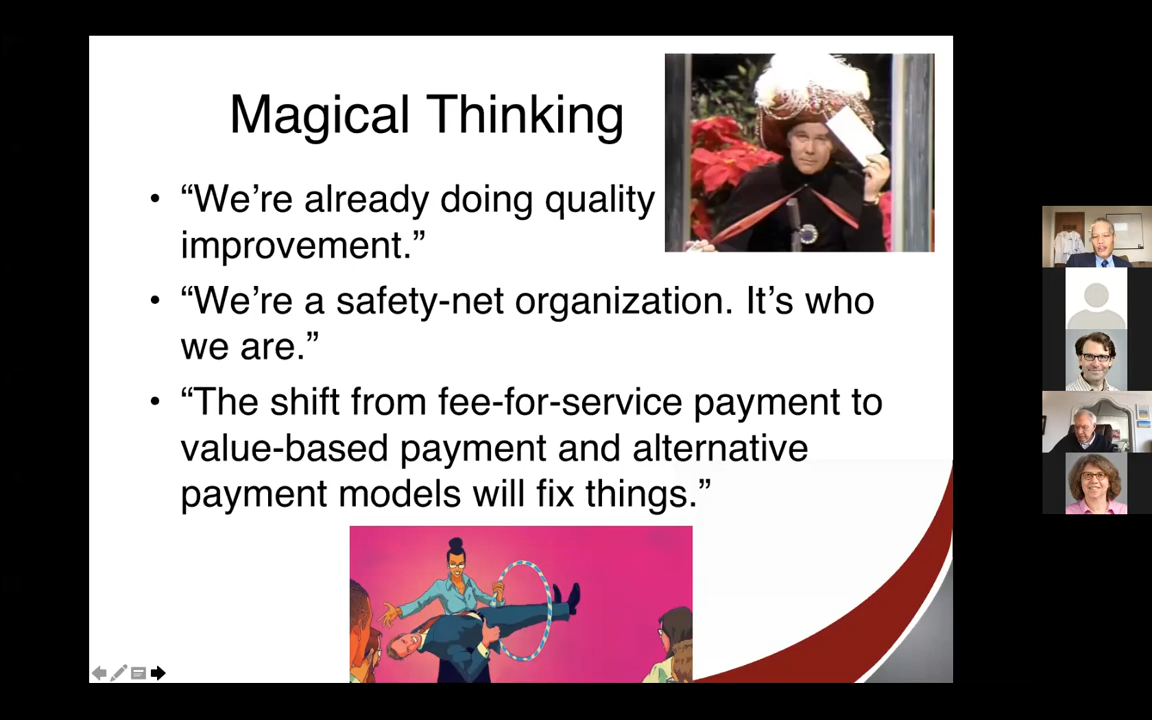 Magical Thinking
• “We’re already doing quality
improvement.”
• “We’re a safety-net organization. It’s who
we are.”
• “The shift from fee-for-service payment to
value-based payment and alternative
payment models will fix things.”